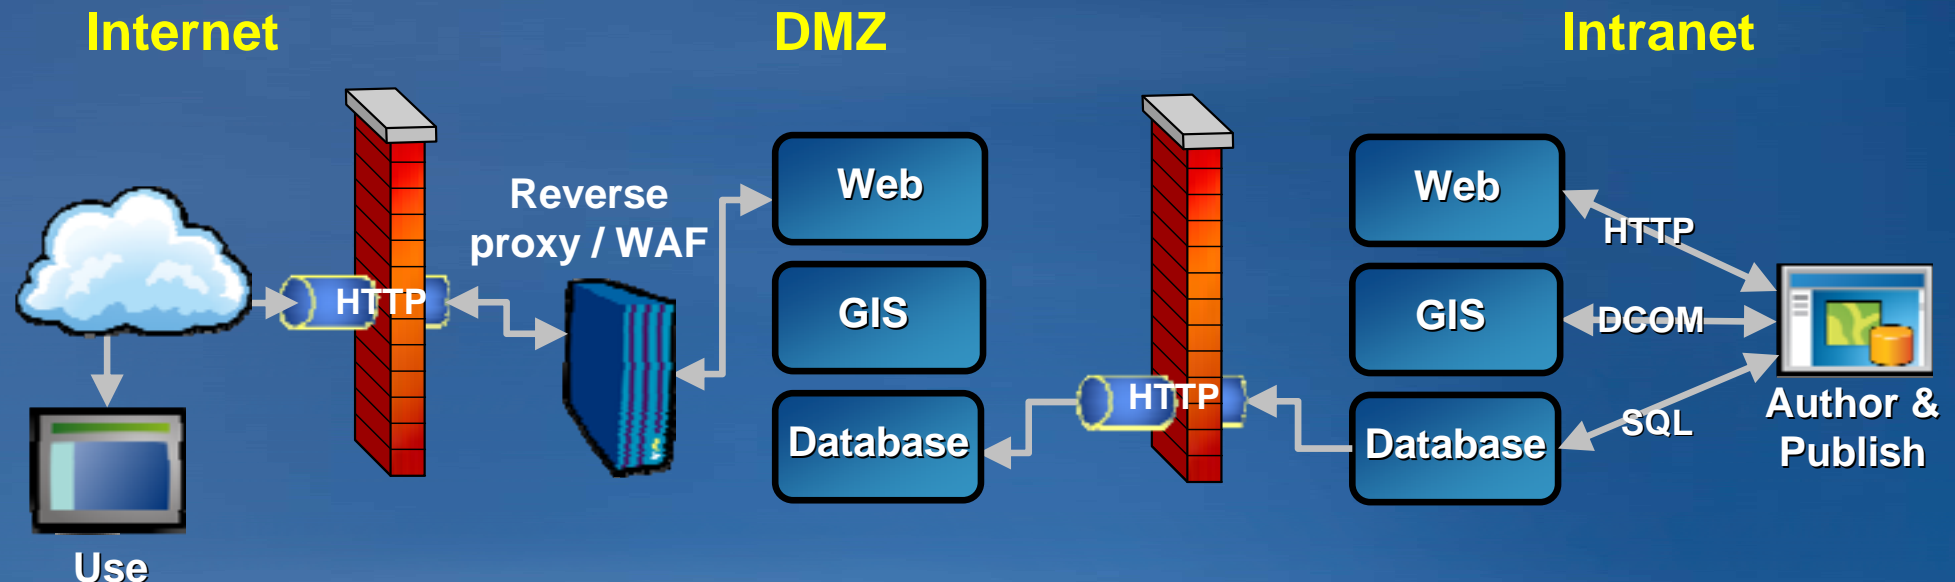 Internet
DMZ
Intranet
Reverse
proxy / WAF
HTTP
Use
Web
GIS
Database
HTTP
Web
GIS
Database
HTTP
DCOM
SQL
Author &
Publish